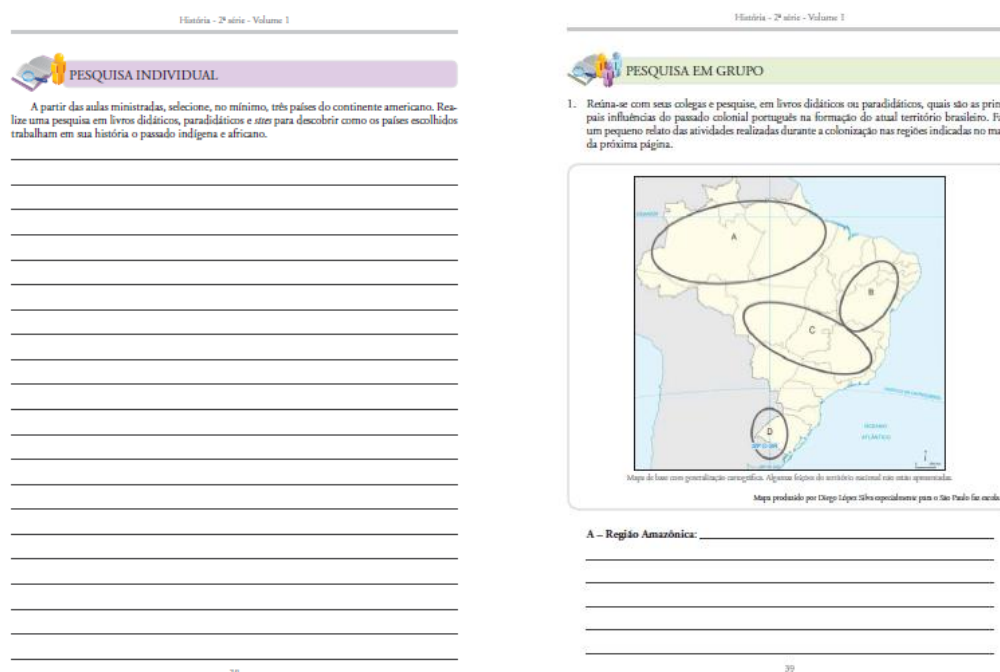 História - 2ª série - Volume 1
PESQUISA INDIVIDUAL
A partir das aulas ministradas, selecione, no mínimo, três países do continente americano. Rea-
lize uma pesquisa em livros didáticos, paradidáticos e sites para descobrir como os países escolhidos
trabalham em sua história o passado indígena e africano.
38
História - 2ª série - Volume 1
PESQUISA EM GRUPO
1. Reúna-se com seus colegas e pesquise, em livros didáticos ou paradidáticos, quais são as prin
pais influências do passado colonial português na formação do atual território brasileiro. Fa
um pequeno relato das atividades realizadas durante a colonização nas regiões indicadas no ma
da próxima página.
A
B
C
D
OCEANO
ATLÂNTICO
Mapa de base com generalização cartográfica. Algumas feições do território nacional não estão apresentadas.
Mapa produzido por Diego López Silva especialmente para o São Paulo faz escola.
A – Região Amazônica:
39